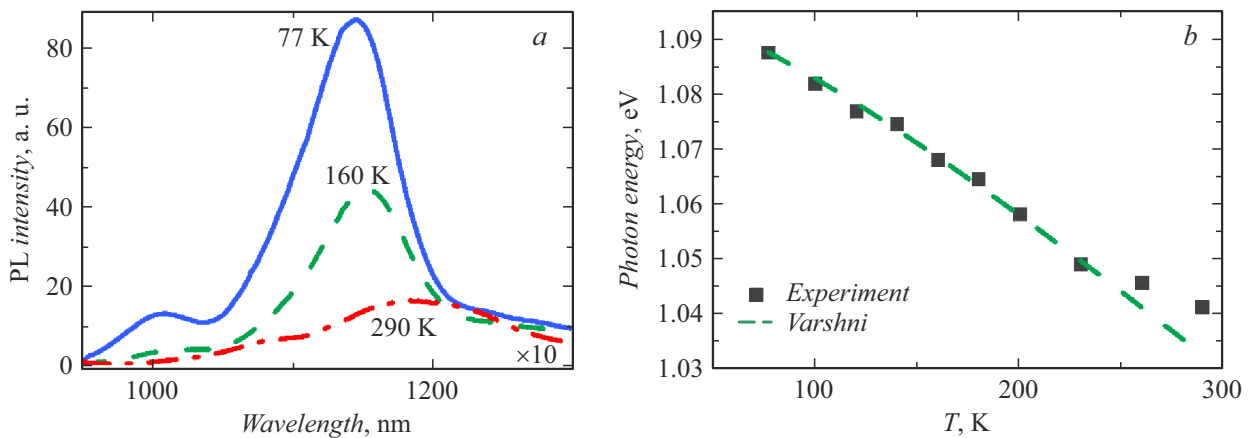 a
77 K
160 K
290 K
×10
80
60
40
20
0
1000
1200
PL intensity, a. u.
Wavelength, nm
b
1.09
1.08
1.07
1.06
1.05
1.04
1.03
100
200
300
Photon energy, eV
T, K
Experiment
Varshni